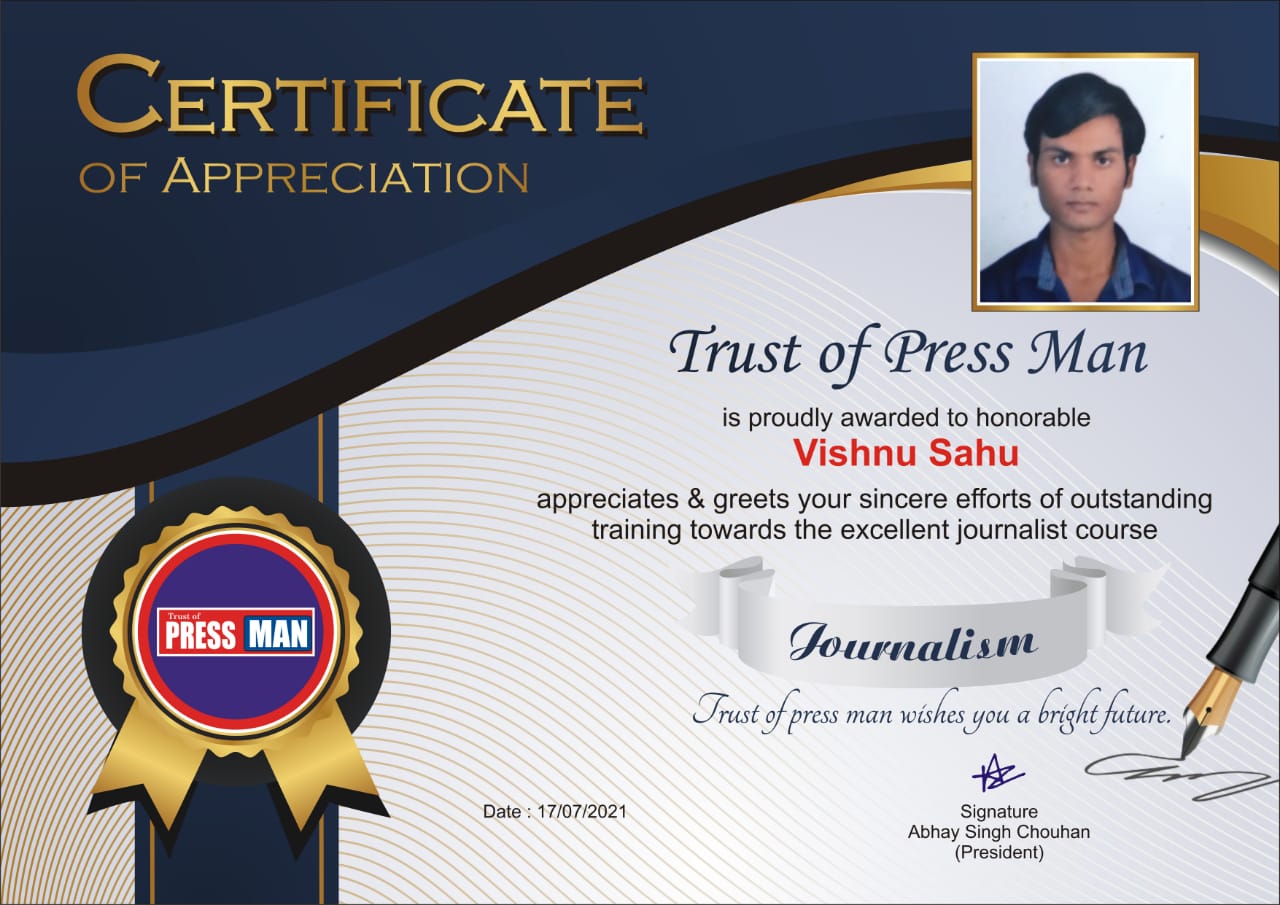 CERTIFICATE
OF APPRECIATION
Trust of Press Man
is proudly awarded to honorable
Vishnu Sahu
appreciates & greets your sincere efforts of outstanding
training towards the excellent journalist course
Trust of
PRESS MAN
Journalism
Trust of press man wishes you a bright future.
Date : 17/07/2021
Signature
Abhay Singh Chouhan
(President)